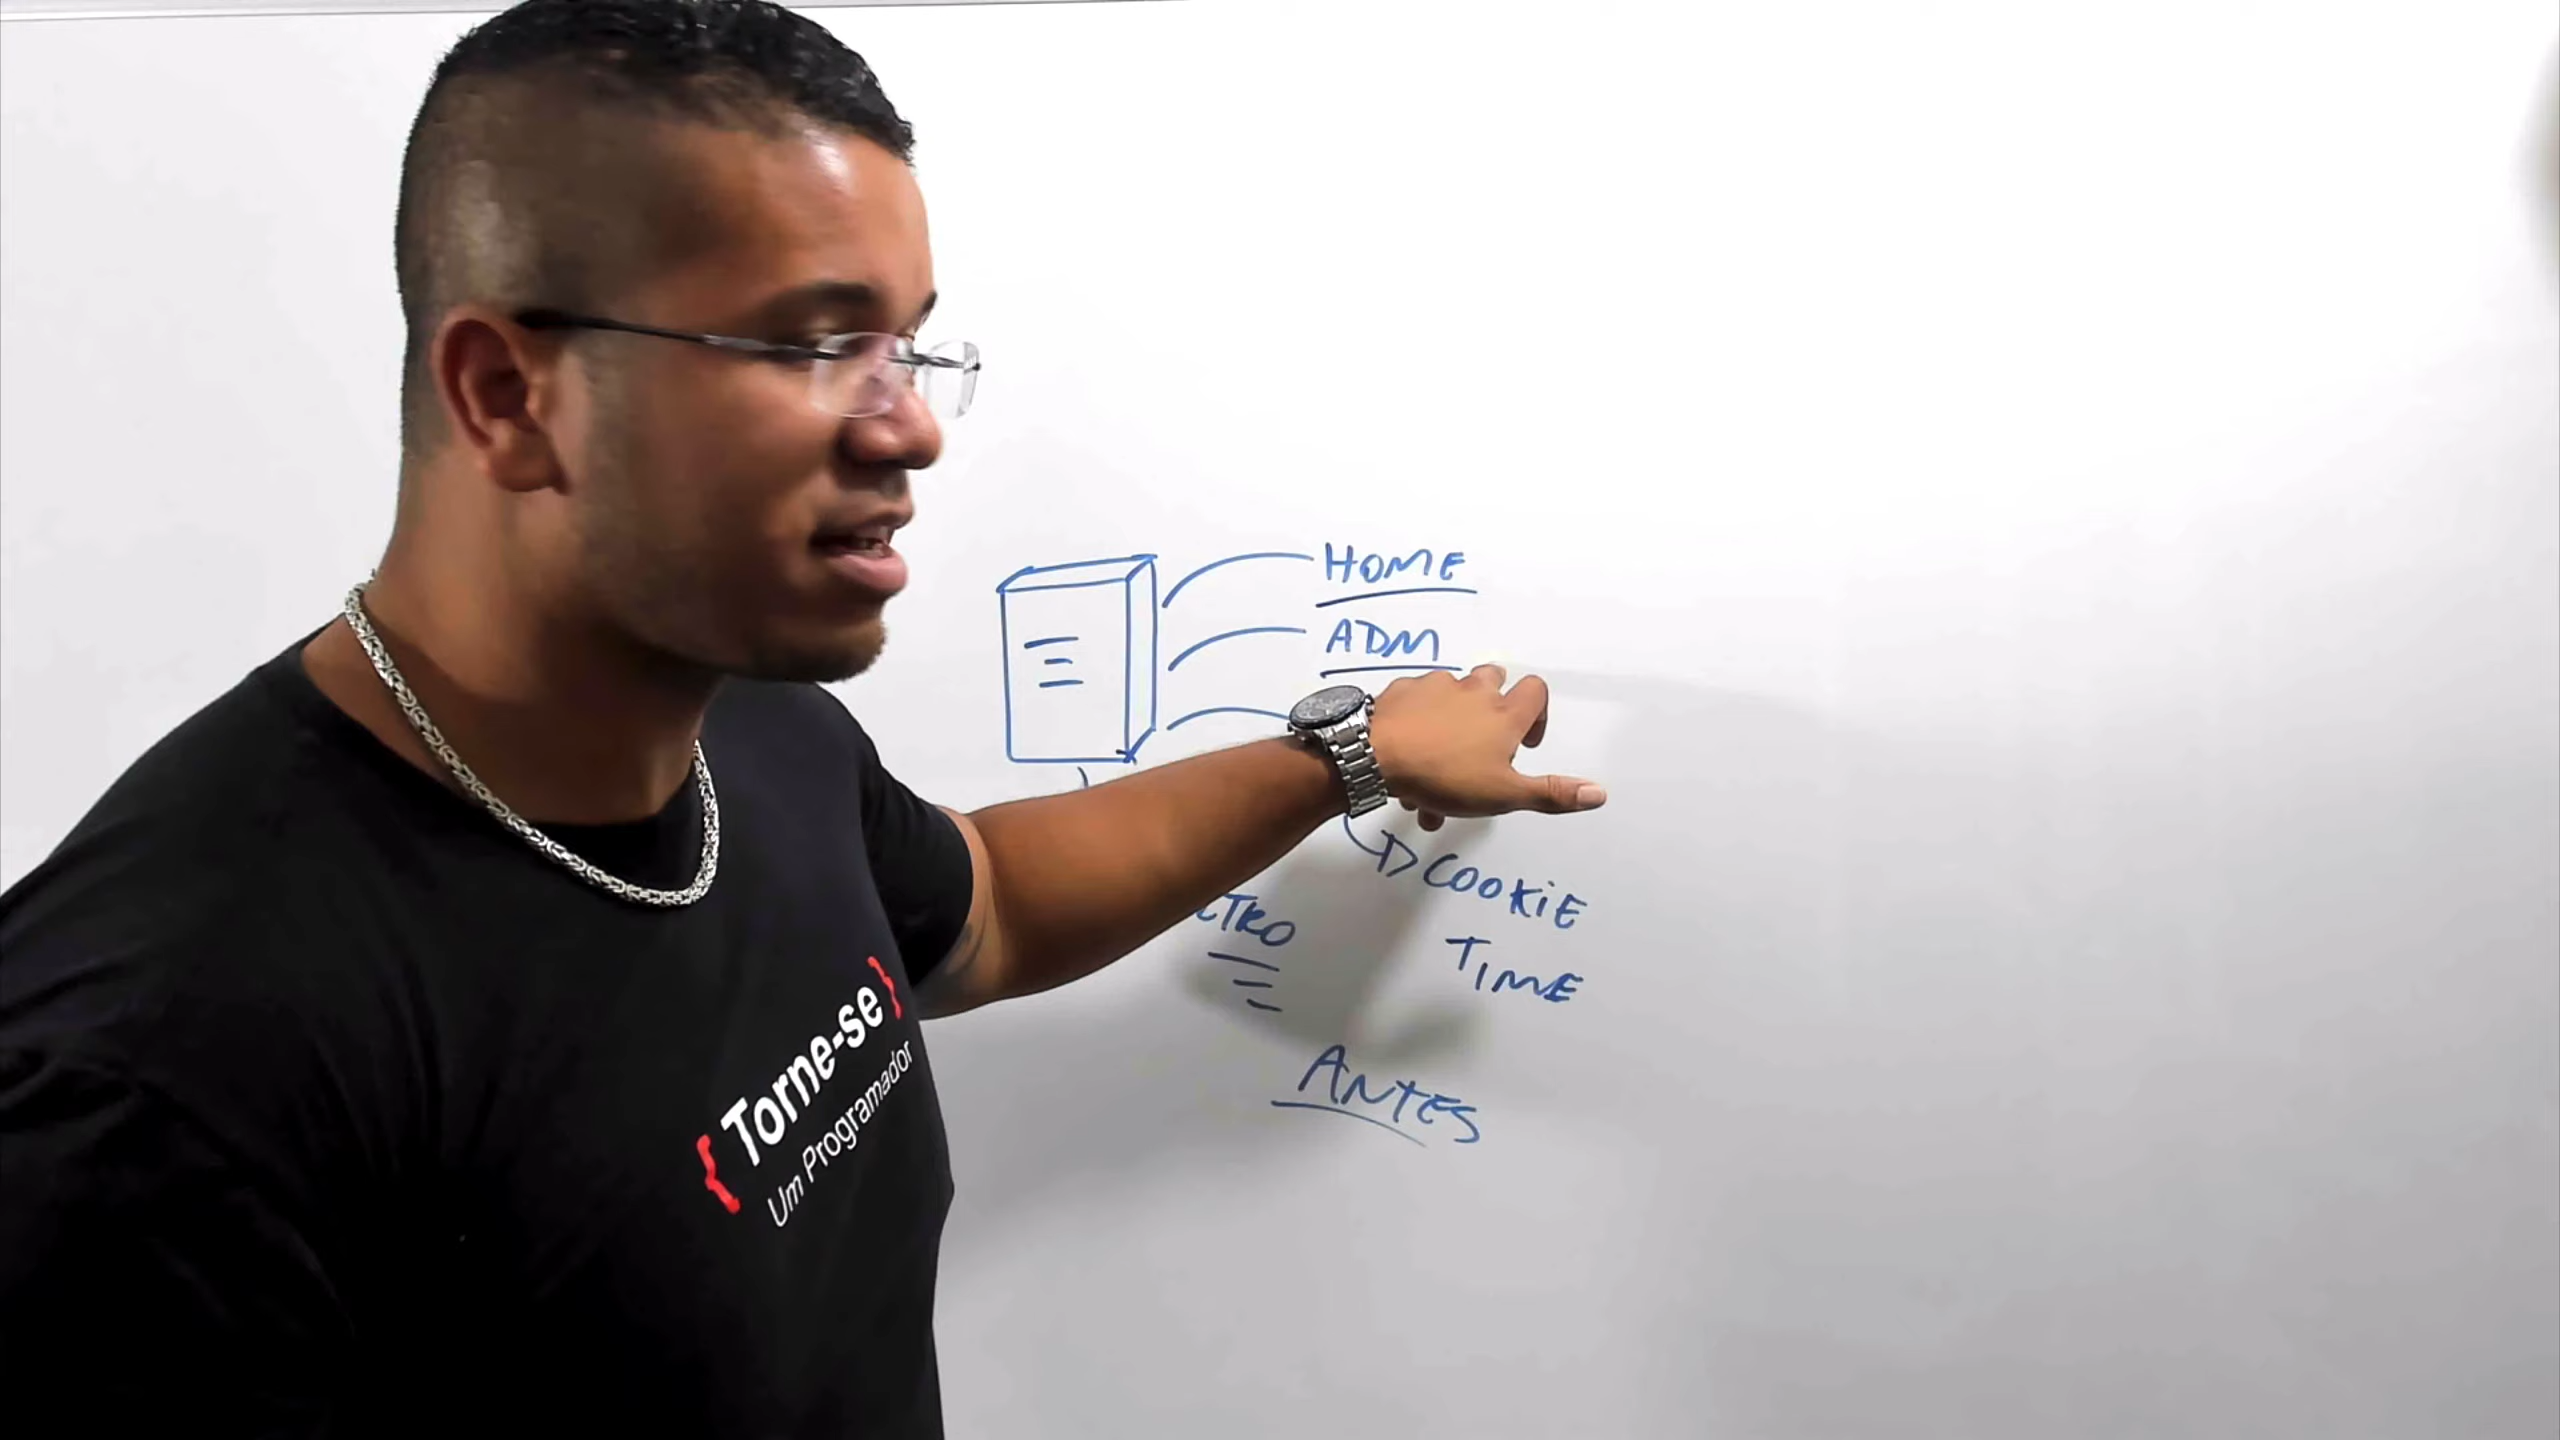 HOME
ADM
COOKIE
TIME
ANTES
{ Torne-se }
Um Programador